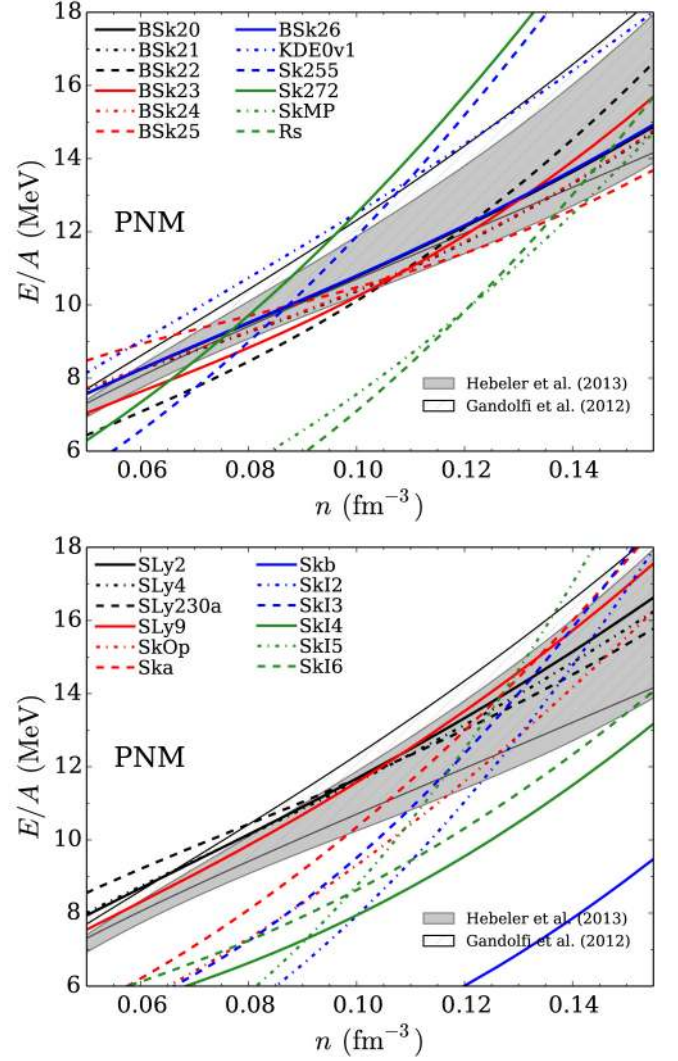 18
16
14
12
10
8
6
E/A (MeV)
BSk20
BSk21
BSk22
BSk23
BSk24
BSk25
BSk26
KDE0v1
Sk255
Sk272
SkMP
Rs
PNM
Hebeler et al. (2013)
Gandolfi et al. (2012)
0.06 0.08 0.10 0.12 0.14
n (fm⁻³)
18
16
14
12
10
8
6
E/A (MeV)
SLy2
SLy4
SLy230a
SLy9
SkOp
Ska
Skb
SkI2
SkI3
SkI4
SkI5
SkI6
PNM
Hebeler et al. (2013)
Gandolfi et al. (2012)
0.06 0.08 0.10 0.12 0.14
n (fm⁻³)